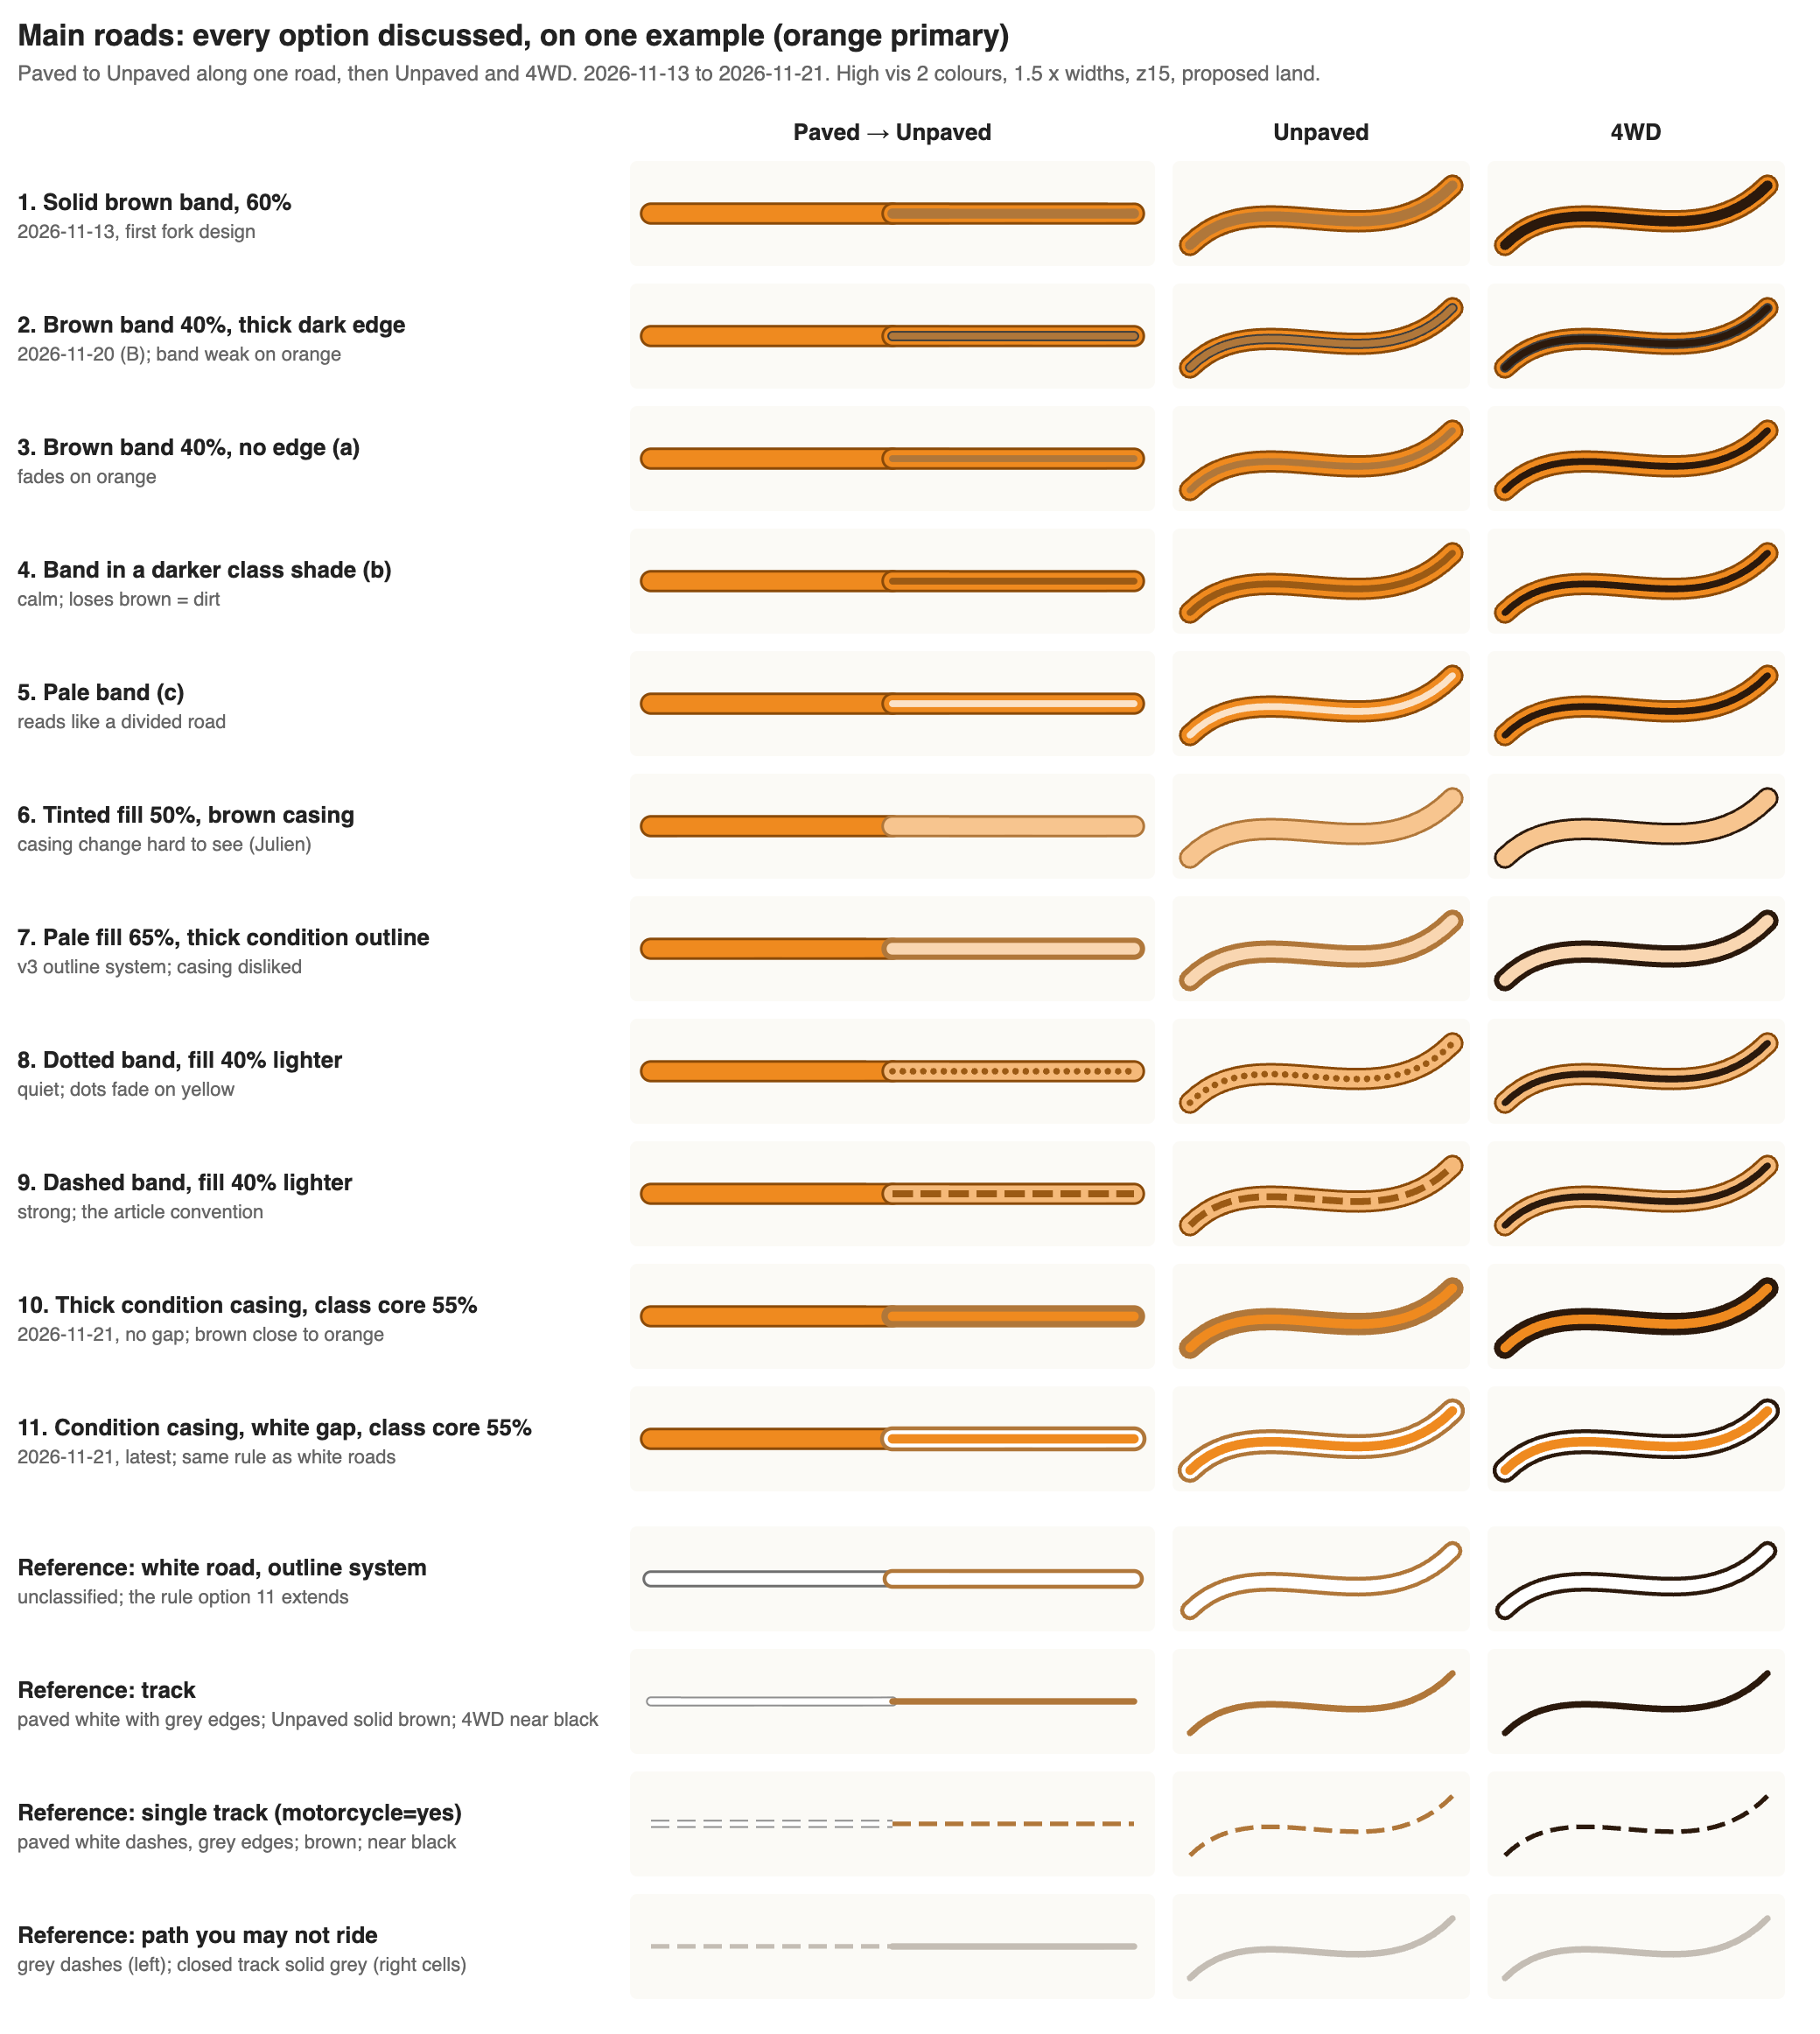 Main roads: every option discussed, on one example (orange primary)
Paved to Unpaved along one road, then Unpaved and 4WD. 2026-11-13 to 2026-11-21. High vis 2 colours, 1.5 x widths, z15, proposed land.
Paved → Unpaved
Unpaved
4WD
1. Solid brown band, 60%
2026-11-13, first fork design
2. Brown band 40%, thick dark edge
2026-11-20 (B); band weak on orange
3. Brown band 40%, no edge (a)
fades on orange
4. Band in a darker class shade (b)
calm; loses brown = dirt
5. Pale band (c)
reads like a divided road
6. Tinted fill 50%, brown casing
casing change hard to see (Julien)
7. Pale fill 65%, thick condition outline
v3 outline system; casing disliked
8. Dotted band, fill 40% lighter
quiet; dots fade on yellow
9. Dashed band, fill 40% lighter
strong; the article convention
10. Thick condition casing, class core 55%
2026-11-21, no gap; brown close to orange
11. Condition casing, white gap, class core 55%
2026-11-21, latest; same rule as white roads
Reference: white road, outline system
unclassified; the rule option 11 extends
Reference: track
paved white with grey edges; Unpaved solid brown; 4WD near black
Reference: single track (motorcycle=yes)
paved white dashes, grey edges; brown; near black
Reference: path you may not ride
grey dashes (left); closed track solid grey (right cells)